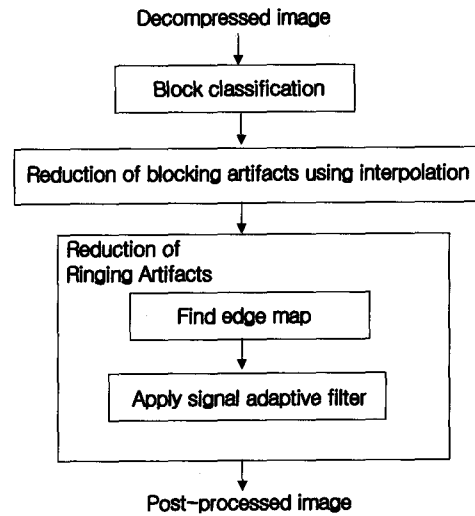 Decompressed image
Block classification
Reduction of blocking artifacts using interpolation
Reduction of
Ringing Artifacts
Find edge map
Apply signal adaptive filter
Post-processed image